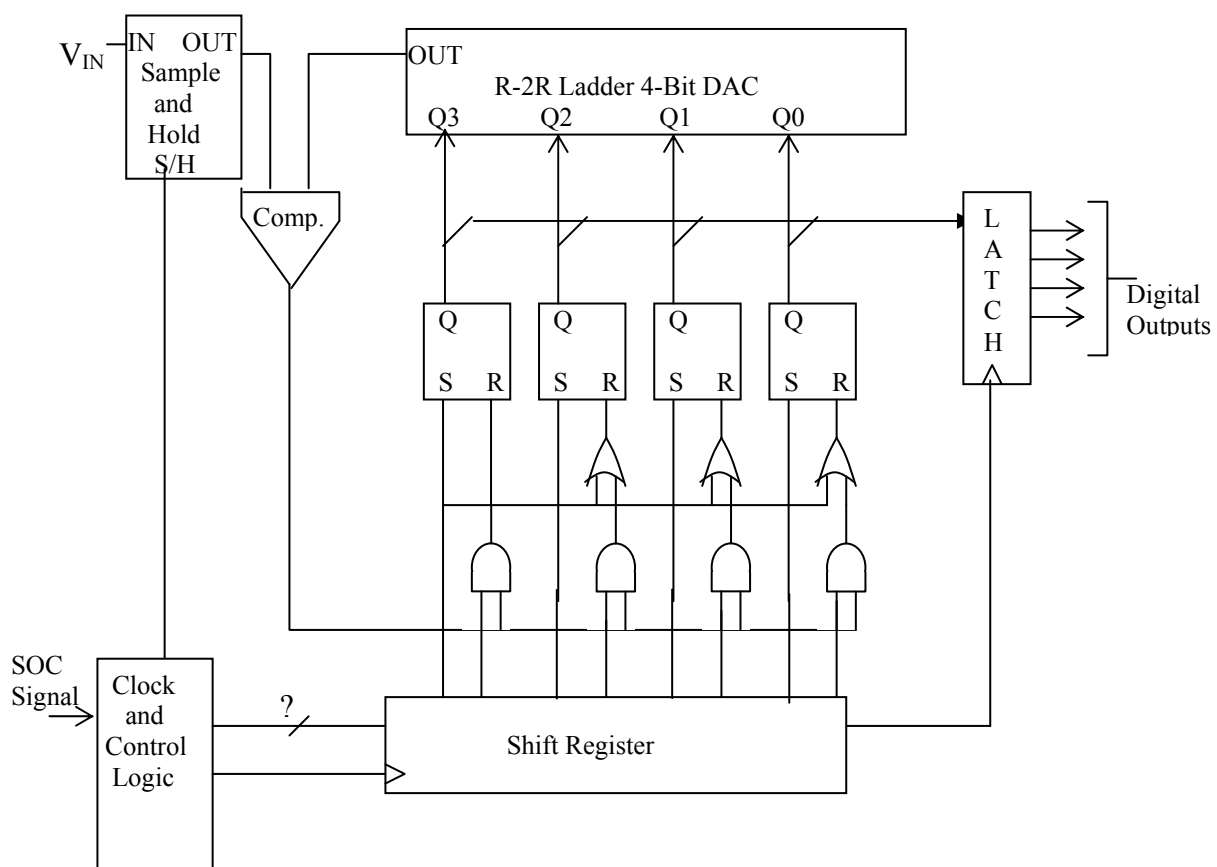 V_IN
IN OUT
Sample
and
Hold
S/H
OUT
R-2R Ladder 4-Bit DAC
Q3 Q2 Q1 Q0
Comp.
L
A
T
C
H
Digital
Outputs
Q Q Q Q
S R S R S R S R
SOC
Signal
Clock
and
Control
Logic
?
Shift Register